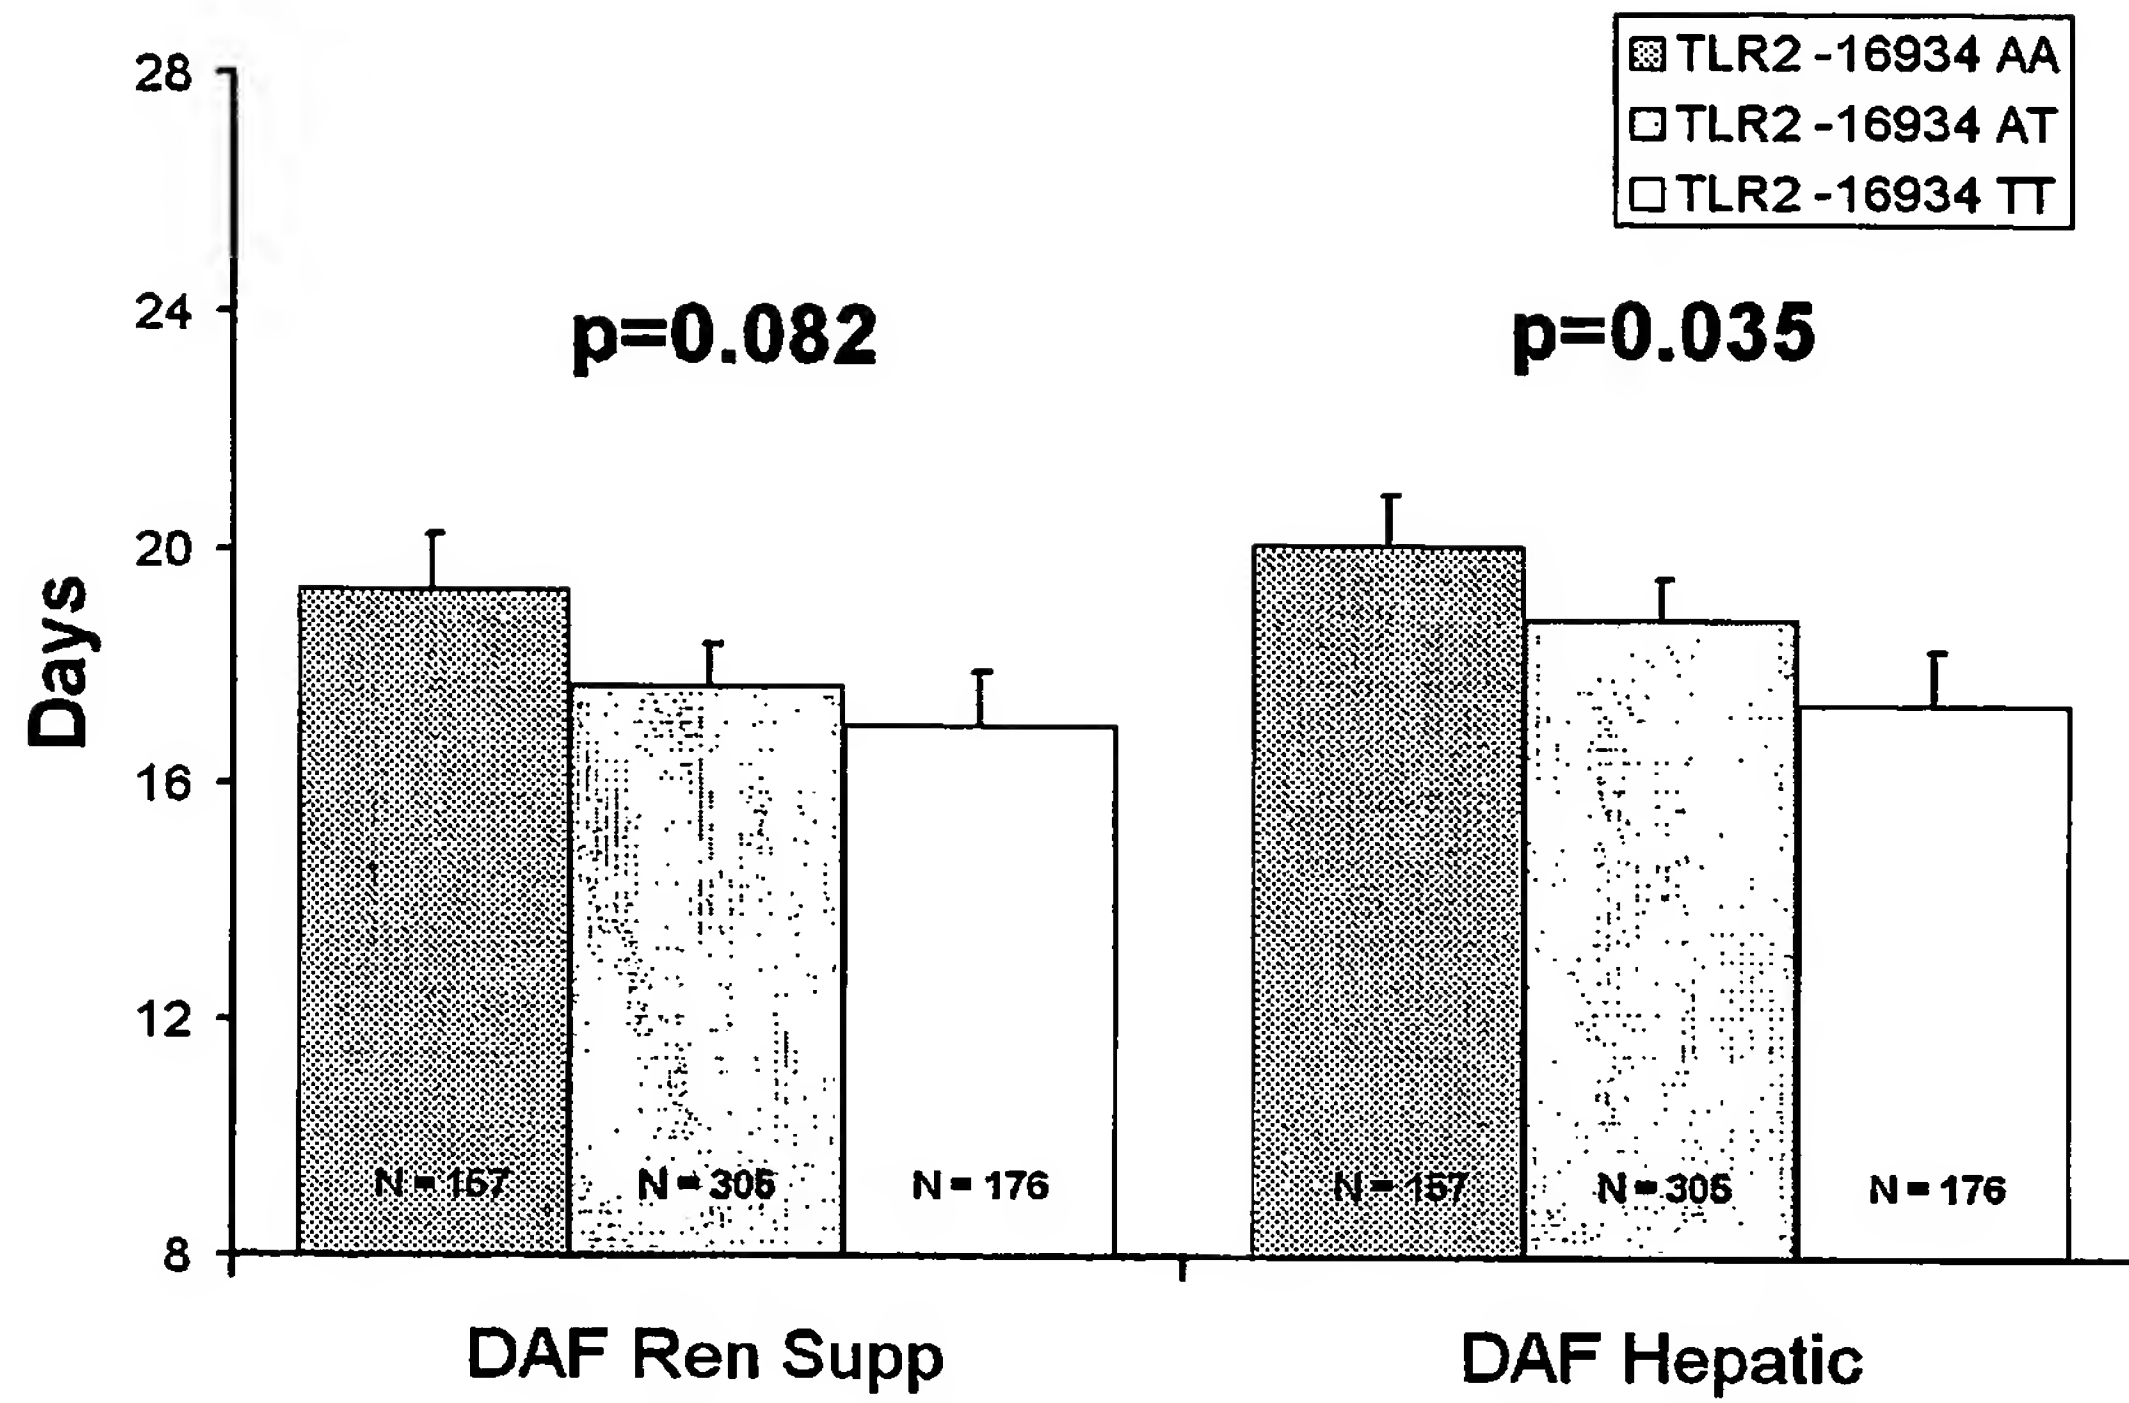 TLR2 -16934 AA
TLR2 -16934 AT
TLR2 -16934 TT
28
24
20
16
12
8
Days
p=0.082
p=0.035
N = 157
N = 305
N = 176
N = 157
N = 305
N = 176
DAF Ren Supp
DAF Hepatic